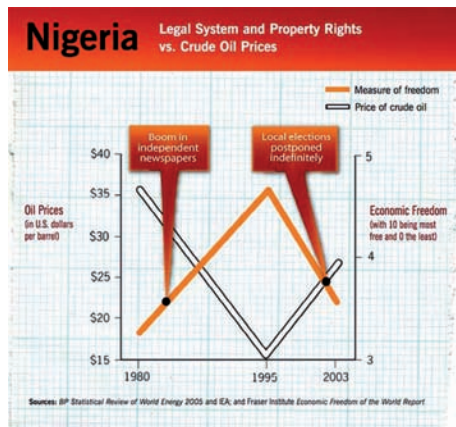 Nigeria
Legal System and Property Rights
vs. Crude Oil Prices
Measure of freedom
Price of crude oil
Boom in
independent
newspapers
Local elections
postponed
indefinitely
$40
$35
$30
$25
$20
$15
Oil Prices
(in U.S. dollars
per barrel)
5
4
3
Economic Freedom
(with 10 being most
free and 0 the least)
1980
1995
2003
Sources: BP Statistical Review of World Energy 2005 and IEA; and Fraser Institute Economic Freedom of the World Report